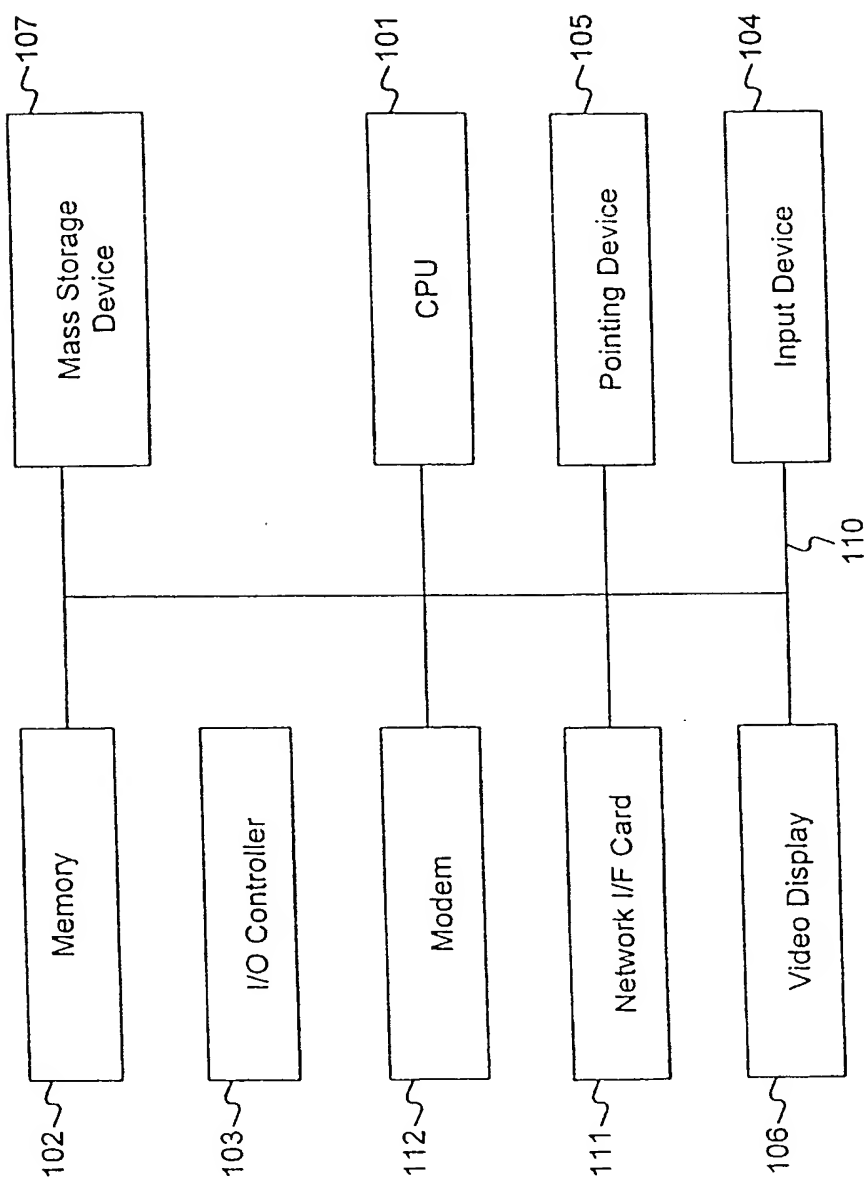 107
Mass Storage
Device
101
CPU
105
Pointing Device
104
Input Device
110
102
Memory
103
I/O Controller
112
Modem
111
Network I/F Card
106
Video Display